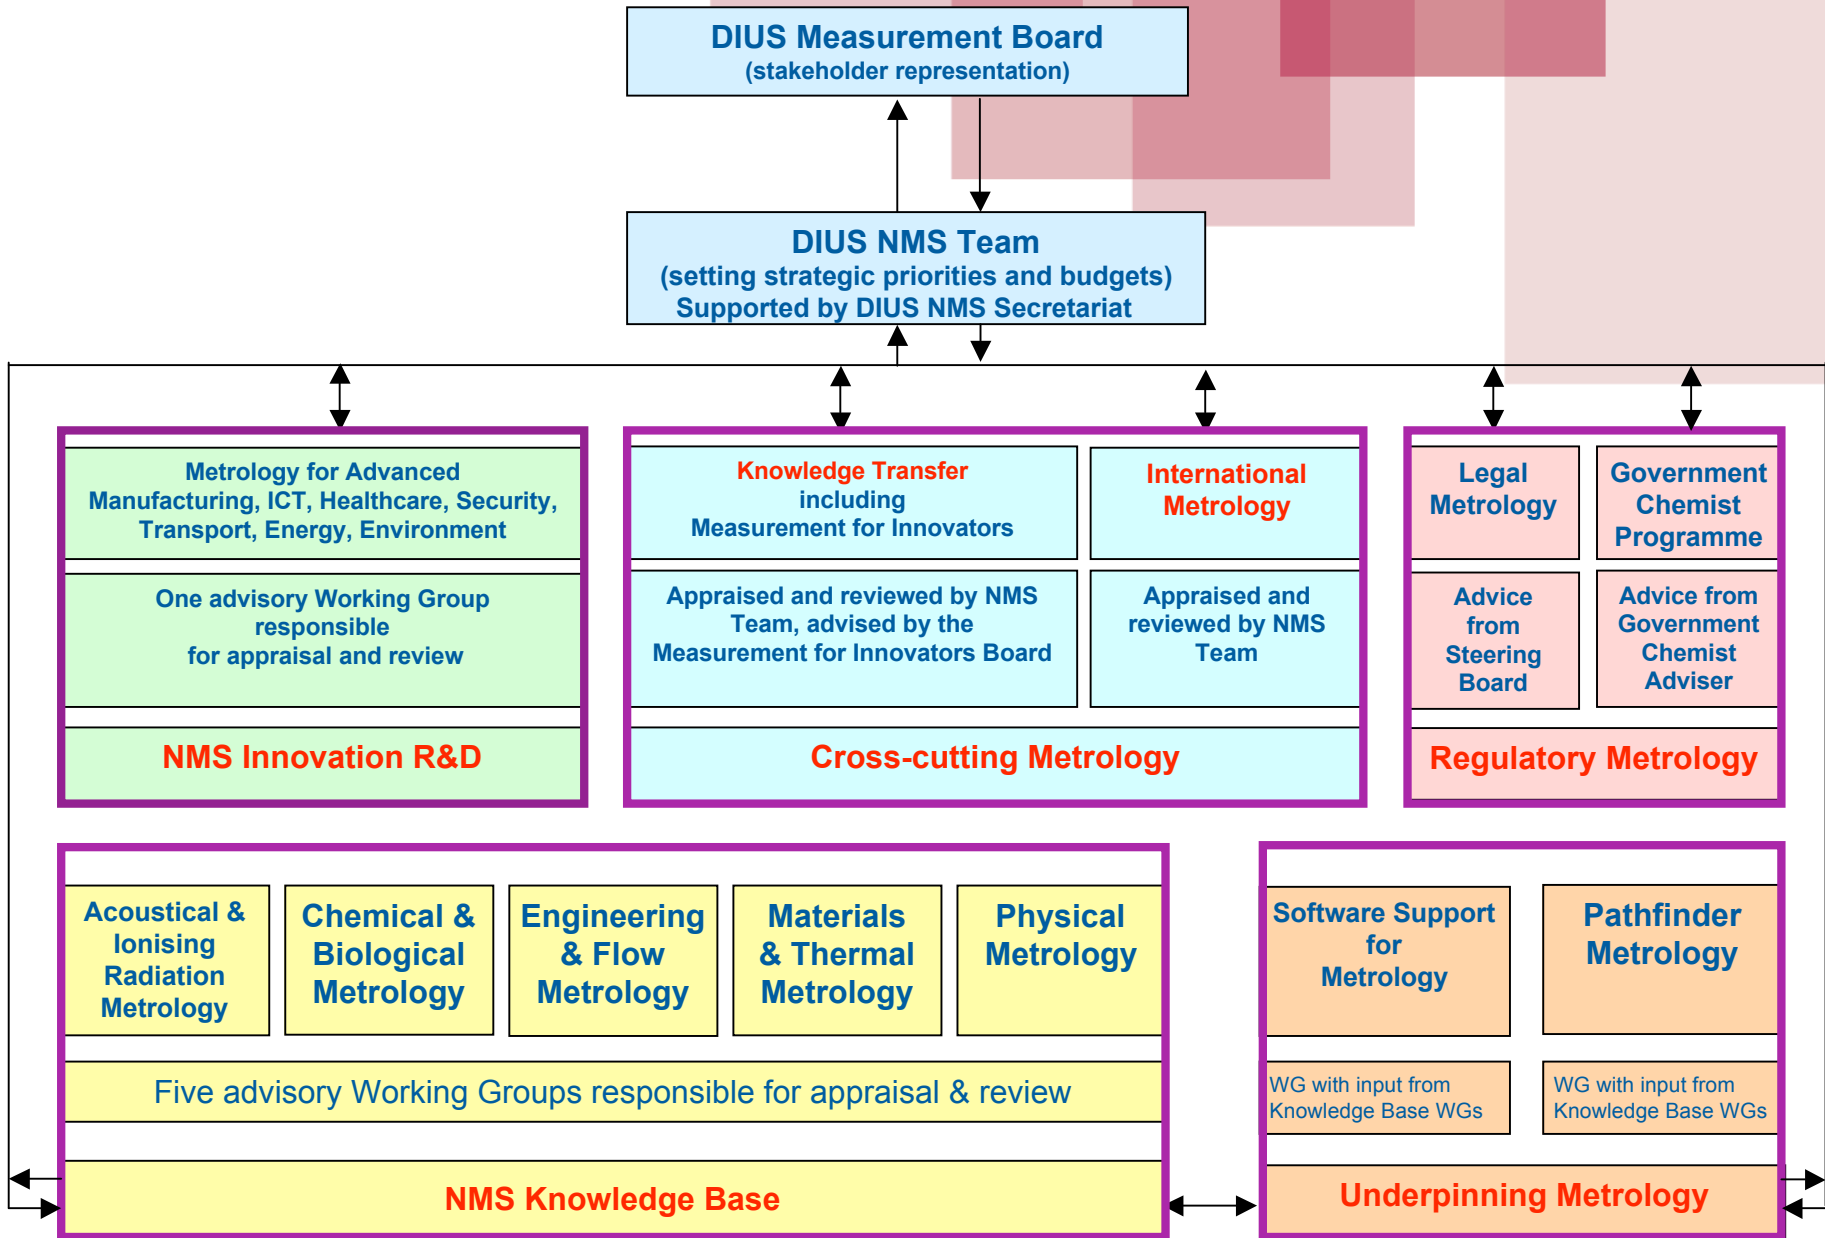 DIUS Measurement Board
(stakeholder representation)
DIUS NMS Team
(setting strategic priorities and budgets)
Supported by DIUS NMS Secretariat
Metrology for Advanced
Manufacturing, ICT, Healthcare, Security,
Transport, Energy, Environment
One advisory Working Group
responsible
for appraisal and review
NMS Innovation R&D
Knowledge Transfer
including
Measurement for Innovators
Appraised and reviewed by NMS
Team, advised by the
Measurement for Innovators Board
International
Metrology
Appraised and
reviewed by NMS
Team
Cross-cutting Metrology
Legal
Metrology
Advice
from
Steering
Board
Government
Chemist
Programme
Advice from
Government
Chemist
Adviser
Regulatory Metrology
Acoustical &
Ionising
Radiation
Metrology
Chemical &
Biological
Metrology
Engineering
& Flow
Metrology
Materials
& Thermal
Metrology
Physical
Metrology
Five advisory Working Groups responsible for appraisal & review
NMS Knowledge Base
Software Support
for
Metrology
WG with input from
Knowledge Base WGs
Pathfinder
Metrology
WG with input from
Knowledge Base WGs
Underpinning Metrology